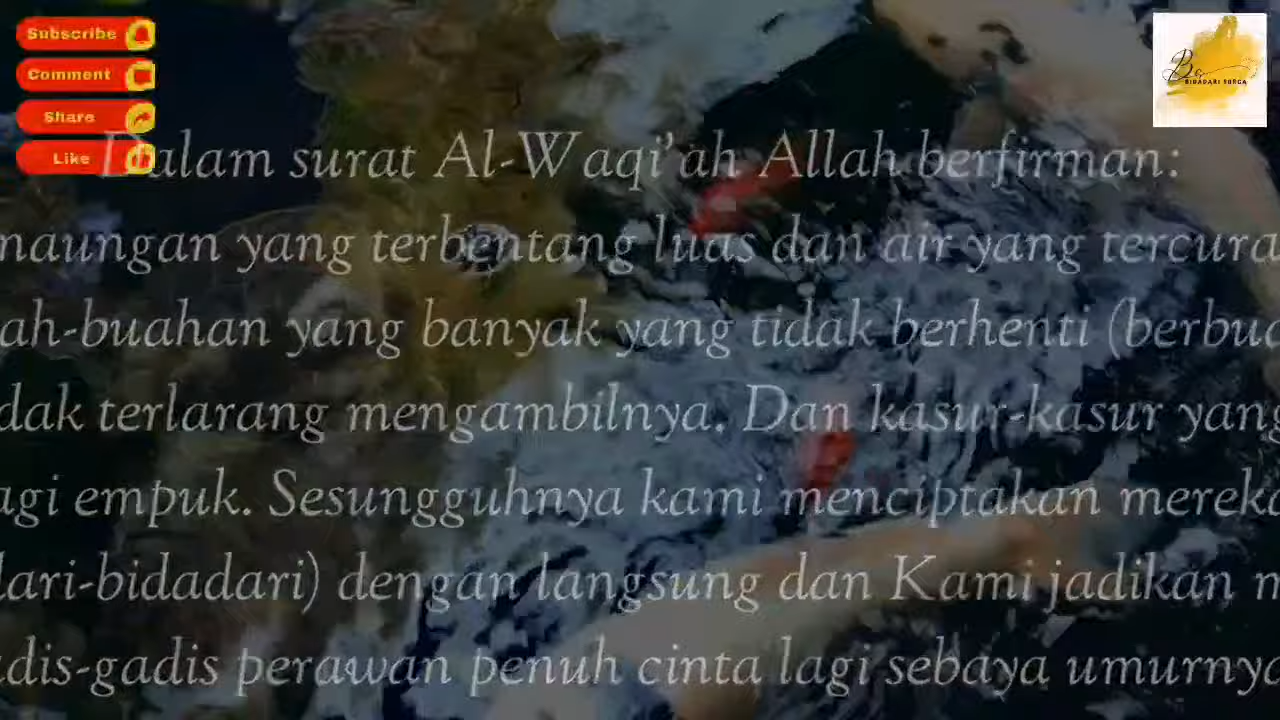 Subscribe
Comment
Share
Like
BIDADARI SURGA
Dalam surat Al-Waqi'ah Allah berfirman:
naungan yang terbentang luas dan air yang tercura
ah-buahan yang banyak yang tidak berhenti (berbua
dak terlarang mengambilnya. Dan kasur-kasur yang
agi empuk. Sesungguhnya kami menciptakan mereka
dari-bidadari) dengan langsung dan Kami jadikan m
adis-gadis perawan penuh cinta lagi sebaya umurnya